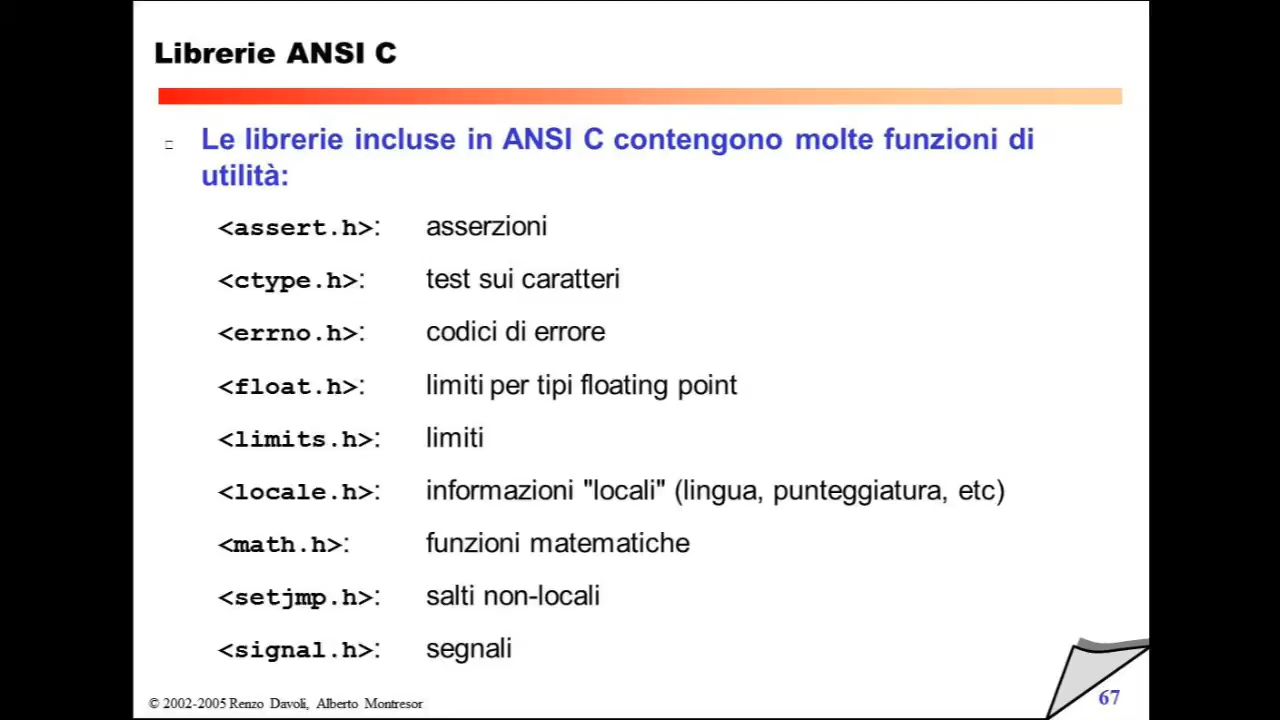 Librerie ANSI C
Le librerie incluse in ANSI C contengono molte funzioni di
utilità:
<assert.h>: asserzioni
<ctype.h>: test sui caratteri
<errno.h>: codici di errore
<float.h>: limiti per tipi floating point
<limits.h>: limiti
<locale.h>: informazioni "locali" (lingua, punteggiatura, etc)
<math.h>: funzioni matematiche
<setjmp.h>: salti non-locali
<signal.h>: segnali
© 2002-2005 Renzo Davoli, Alberto Montresor
67